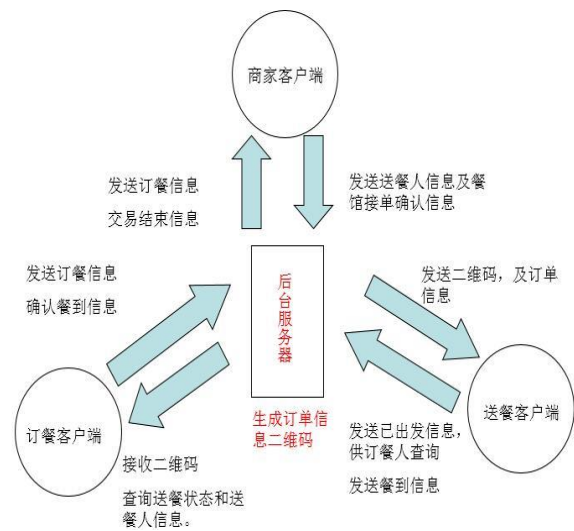 商家客户端
发送订餐信息
交易结束信息
发送送餐人信息及餐
馆接单确认信息
发送订餐信息
确认餐到信息
后
台
服
务
器
发送二维码，及订单
信息
生成订单信
息二维码
订餐客户端
接收二维码
查询送餐状态和送
餐人信息。
送餐客户端
发送已出发信息，
供订餐人查询
发送餐到信息